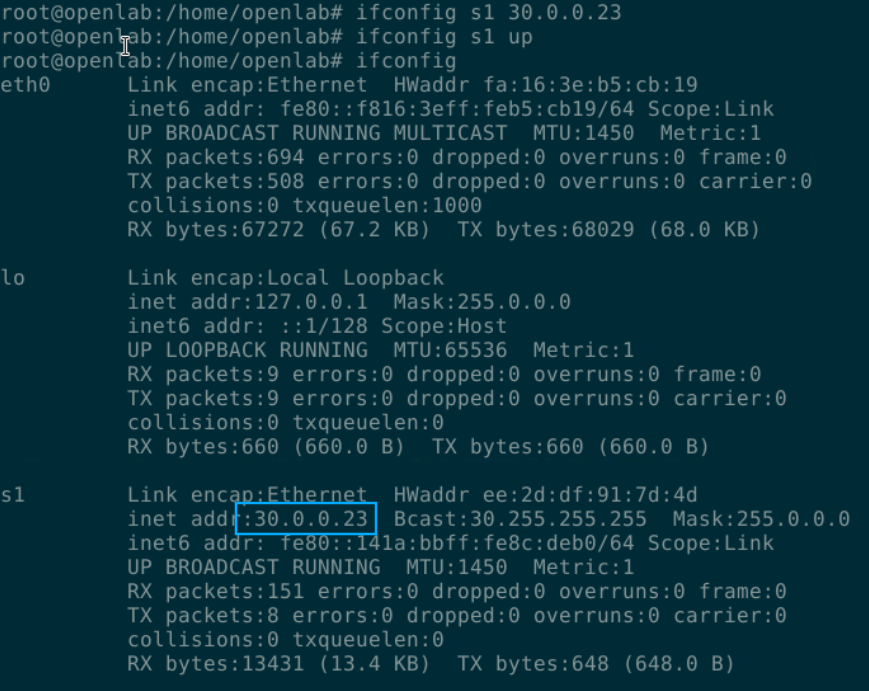 root@openlab:/home/openlab# ifconfig s1 30.0.0.23
root@openlab:/home/openlab# ifconfig s1 up
root@openlab:/home/openlab# ifconfig
eth0      Link encap:Ethernet  HWaddr fa:16:3e:b5:cb:19
          inet6 addr: fe80::f816:3eff:feb5:cb19/64 Scope:Link
          UP BROADCAST RUNNING MULTICAST  MTU:1450  Metric:1
          RX packets:694 errors:0 dropped:0 overruns:0 frame:0
          TX packets:508 errors:0 dropped:0 overruns:0 carrier:0
          collisions:0 txqueuelen:1000
          RX bytes:67272 (67.2 KB)  TX bytes:68029 (68.0 KB)

lo        Link encap:Local Loopback
          inet addr:127.0.0.1  Mask:255.0.0.0
          inet6 addr: ::1/128 Scope:Host
          UP LOOPBACK RUNNING  MTU:65536  Metric:1
          RX packets:9 errors:0 dropped:0 overruns:0 frame:0
          TX packets:9 errors:0 dropped:0 overruns:0 carrier:0
          collisions:0 txqueuelen:0
          RX bytes:660 (660.0 B)  TX bytes:660 (660.0 B)

s1        Link encap:Ethernet  HWaddr ee:2d:df:91:7d:4d
          inet addr:30.0.0.23  Bcast:30.255.255.255  Mask:255.0.0.0
          inet6 addr: fe80::141a:bbff:fe8c:deb0/64 Scope:Link
          UP BROADCAST RUNNING  MTU:1450  Metric:1
          RX packets:151 errors:0 dropped:0 overruns:0 frame:0
          TX packets:8 errors:0 dropped:0 overruns:0 carrier:0
          collisions:0 txqueuelen:0
          RX bytes:13431 (13.4 KB)  TX bytes:648 (648.0 B)